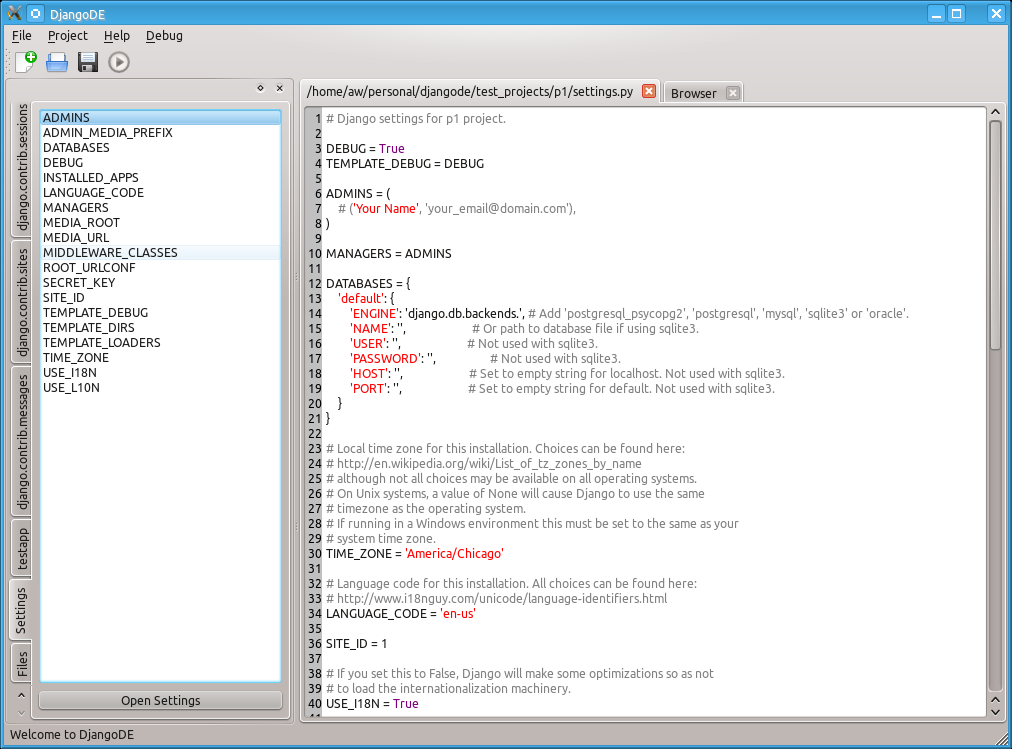 DjangoDE
File Project Help Debug
django.contrib.sessions
django.contrib.sites
django.contrib.messages
testapp
Settings
Files
ADMINS
ADMIN_MEDIA_PREFIX
DATABASES
DEBUG
INSTALLED_APPS
LANGUAGE_CODE
MANAGERS
MEDIA_ROOT
MEDIA_URL
MIDDLEWARE_CLASSES
ROOT_URLCONF
SECRET_KEY
SITE_ID
TEMPLATE_DEBUG
TEMPLATE_DIRS
TEMPLATE_LOADERS
TIME_ZONE
USE_I18N
USE_L10N
Open Settings
/home/aw/personal/djangode/test_projects/p1/settings.py Browser
1 # Django settings for p1 project.
2
3 DEBUG = True
4 TEMPLATE_DEBUG = DEBUG
5
6 ADMINS = (
7 # ('Your Name', 'your_email@domain.com'),
8 )
9
10 MANAGERS = ADMINS
11
12 DATABASES = {
13 'default': {
14 'ENGINE': 'django.db.backends.', # Add 'postgresql_psycopg2', 'postgresql', 'mysql', 'sqlite3' or 'oracle'.
15 'NAME': '', # Or path to database file if using sqlite3.
16 'USER': '', # Not used with sqlite3.
17 'PASSWORD': '', # Not used with sqlite3.
18 'HOST': '', # Set to empty string for localhost. Not used with sqlite3.
19 'PORT': '', # Set to empty string for default. Not used with sqlite3.
20 }
21 }
22
23 # Local time zone for this installation. Choices can be found here:
24 # http://en.wikipedia.org/wiki/List_of_tz_zones_by_name
25 # although not all choices may be available on all operating systems.
26 # On Unix systems, a value of None will cause Django to use the same
27 # timezone as the operating system.
28 # If running in a Windows environment this must be set to the same as your
29 # system time zone.
30 TIME_ZONE = 'America/Chicago'
31
32 # Language code for this installation. All choices can be found here:
33 # http://www.i18nguy.com/unicode/language-identifiers.html
34 LANGUAGE_CODE = 'en-us'
35
36 SITE_ID = 1
37
38 # If you set this to False, Django will make some optimizations so as not
39 # to load the internationalization machinery.
40 USE_I18N = True
41
Welcome to DjangoDE